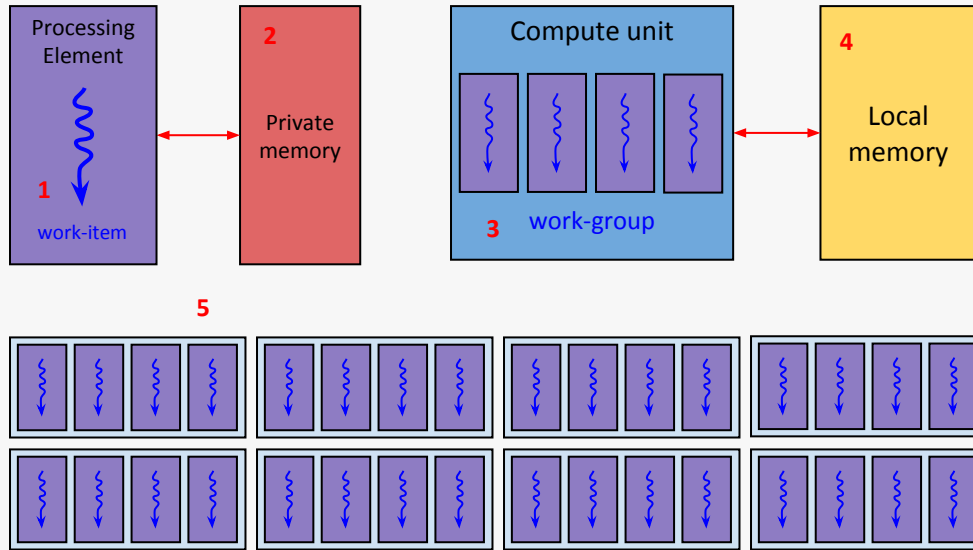 Processing
Element
1
work-item
2
Private
memory
Compute unit
3
work-group
4
Local
memory
5